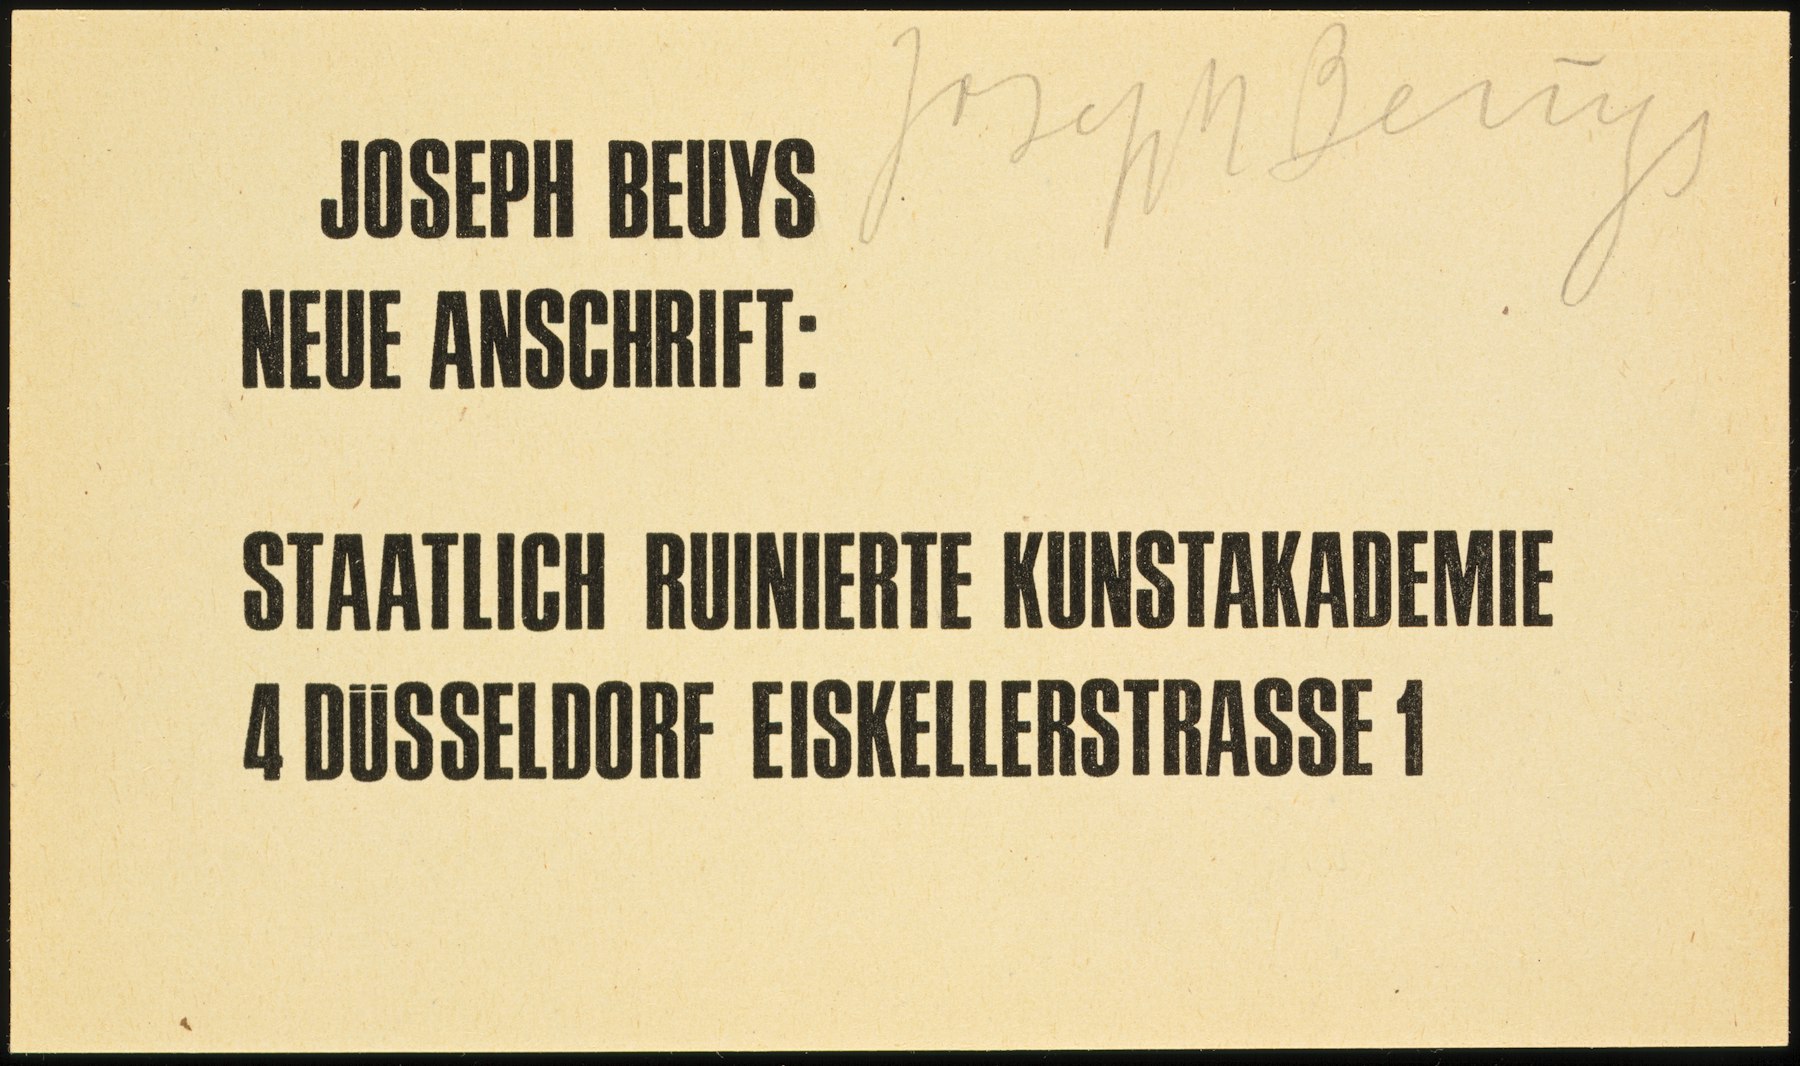 Joseph Beuys
JOSEPH BEUYS
NEUE ANSCHRIFT:
STAATLICH RUINIERTE KUNSTAKADEMIE
4 DÜSSELDORF EISKELLERSTRASSE 1